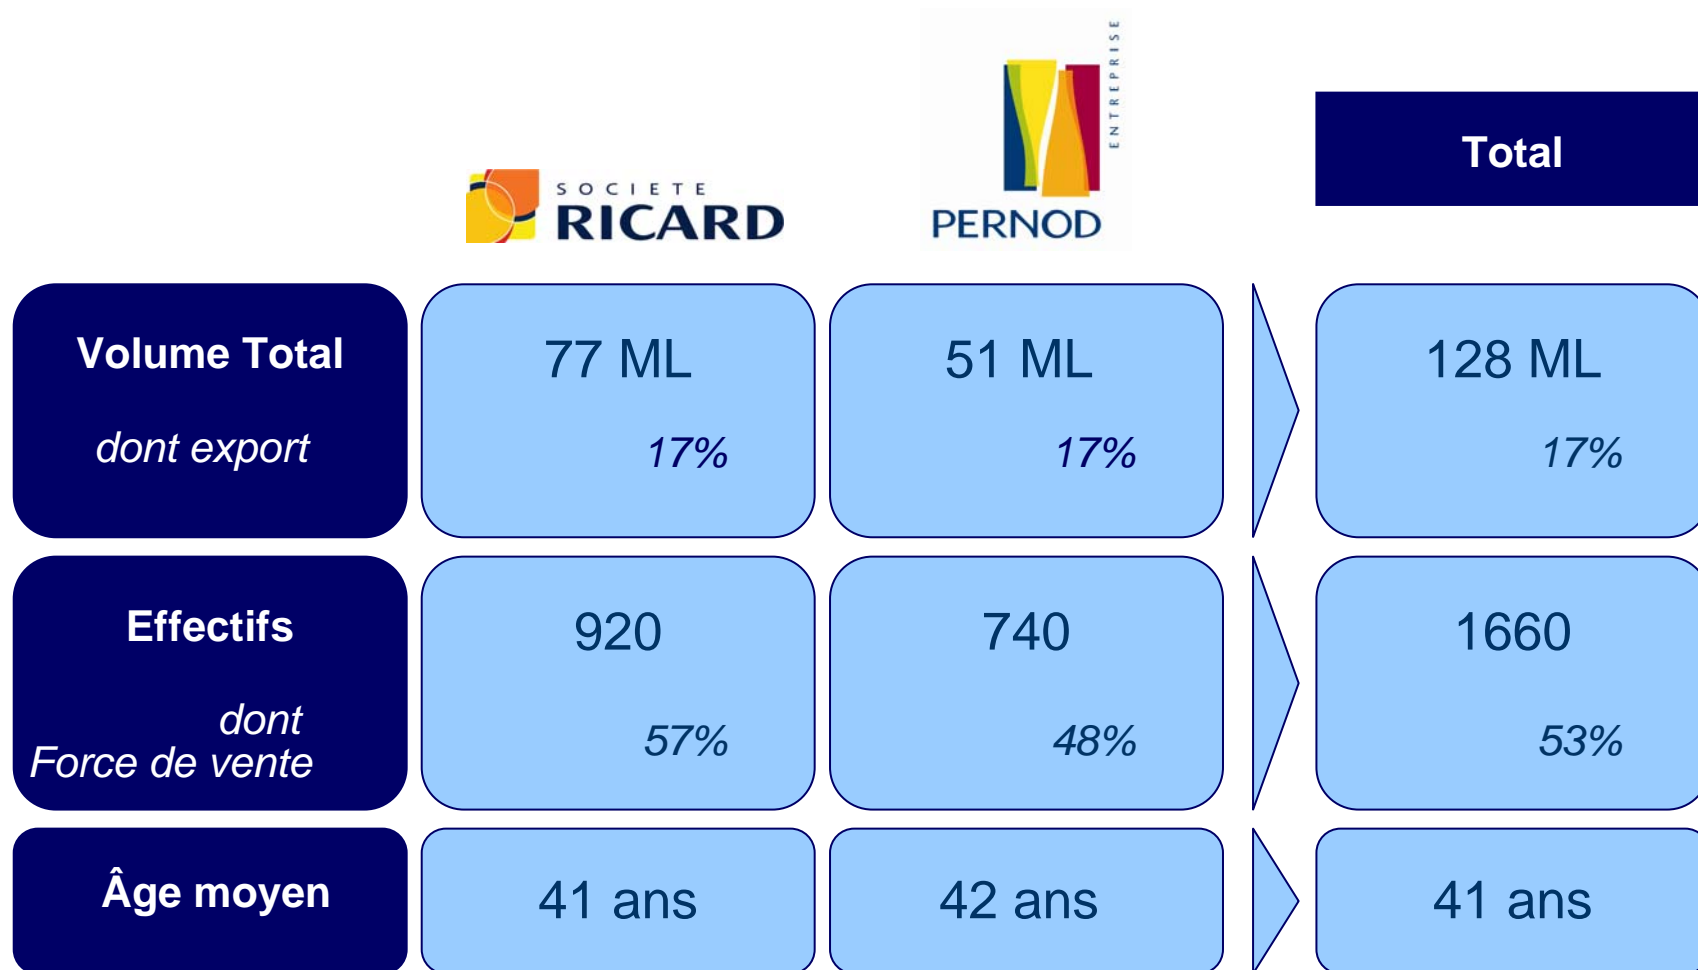 SOCIETE
RICARD
ENTREPRISE
PERNOD
Total
Volume Total
dont export
77 ML
17%
51 ML
17%
128 ML
17%
Effectifs
dont
Force de vente
920
57%
740
48%
1660
53%
Âge moyen
41 ans
42 ans
41 ans